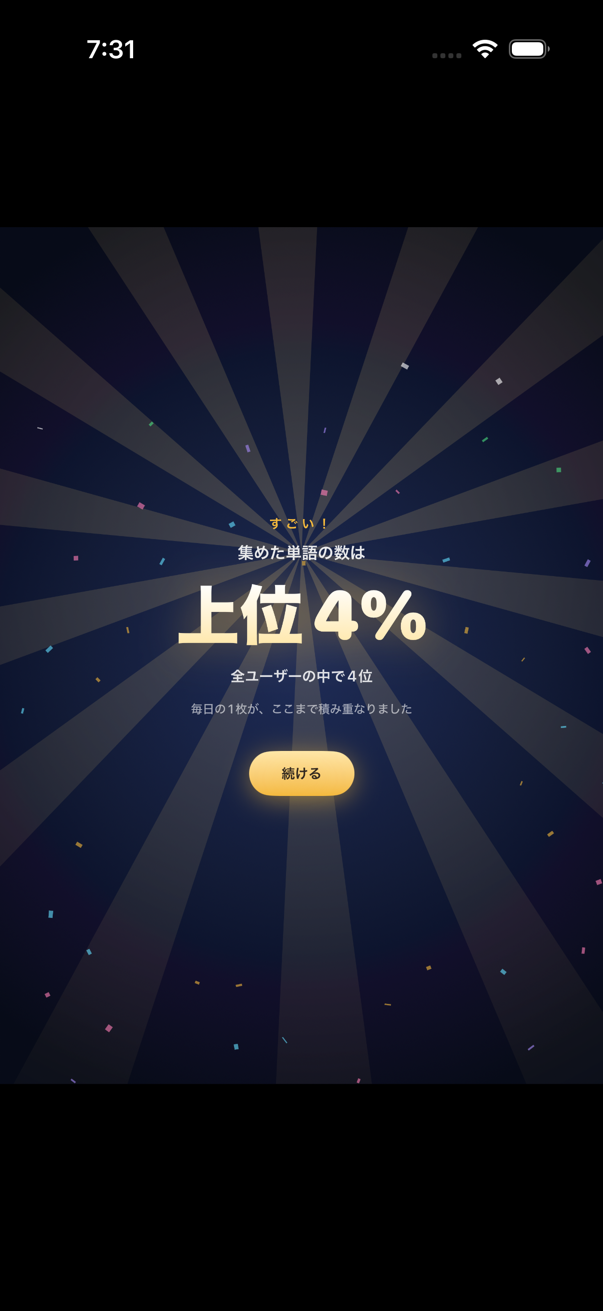 7:31
すごい！
集めた単語の数は
上位4%
全ユーザーの中で4位
毎日の1枚が、ここまで積み重なりました
続ける